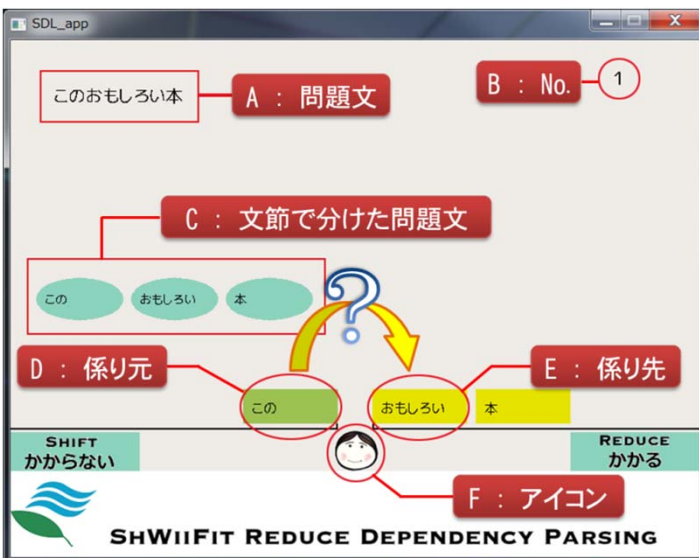 SDL_app
このおもしろい本
A : 問題文
B : No.
1
C : 文節で分けた問題文
この
おもしろい
本
?
D : 係り元
E : 係り先
この
おもしろい
本
SHIFT
かからない
REDUCE
かかる
F : アイコン
SHWIIFIT REDUCE DEPENDENCY PARSING